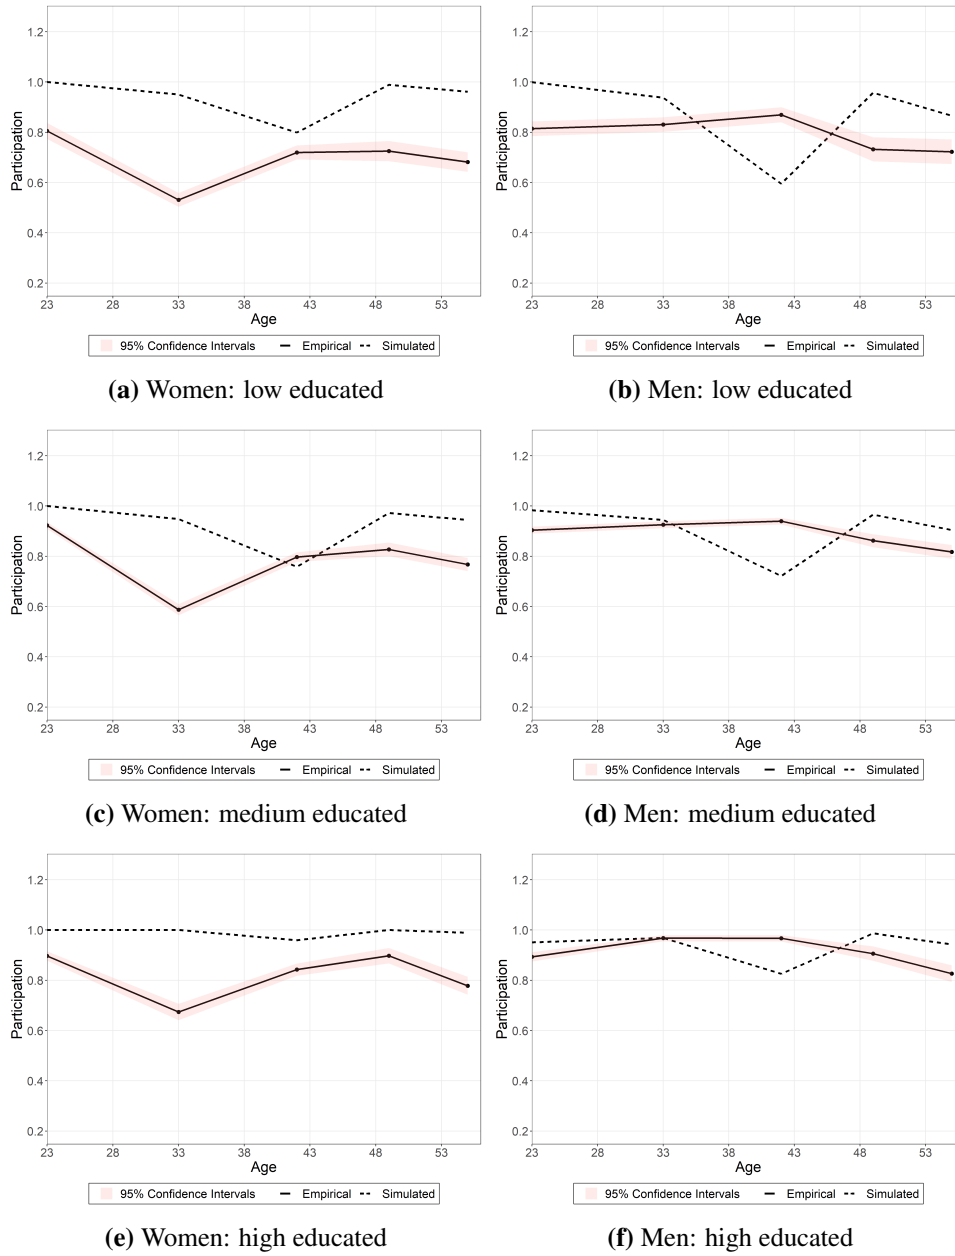 1.2
1.0
0.8
0.6
0.4
0.2
Participation
23 28 33 38 43 48 53
Age
95% Confidence Intervals Empirical Simulated
(a) Women: low educated
1.2
1.0
0.8
0.6
0.4
0.2
Participation
23 28 33 38 43 48 53
Age
95% Confidence Intervals Empirical Simulated
(b) Men: low educated
1.2
1.0
0.8
0.6
0.4
0.2
Participation
23 28 33 38 43 48 53
Age
95% Confidence Intervals Empirical Simulated
(c) Women: medium educated
1.2
1.0
0.8
0.6
0.4
0.2
Participation
23 28 33 38 43 48 53
Age
95% Confidence Intervals Empirical Simulated
(d) Men: medium educated
1.2
1.0
0.8
0.6
0.4
0.2
Participation
23 28 33 38 43 48 53
Age
95% Confidence Intervals Empirical Simulated
(e) Women: high educated
1.2
1.0
0.8
0.6
0.4
0.2
Participation
23 28 33 38 43 48 53
Age
95% Confidence Intervals Empirical Simulated
(f) Men: high educated